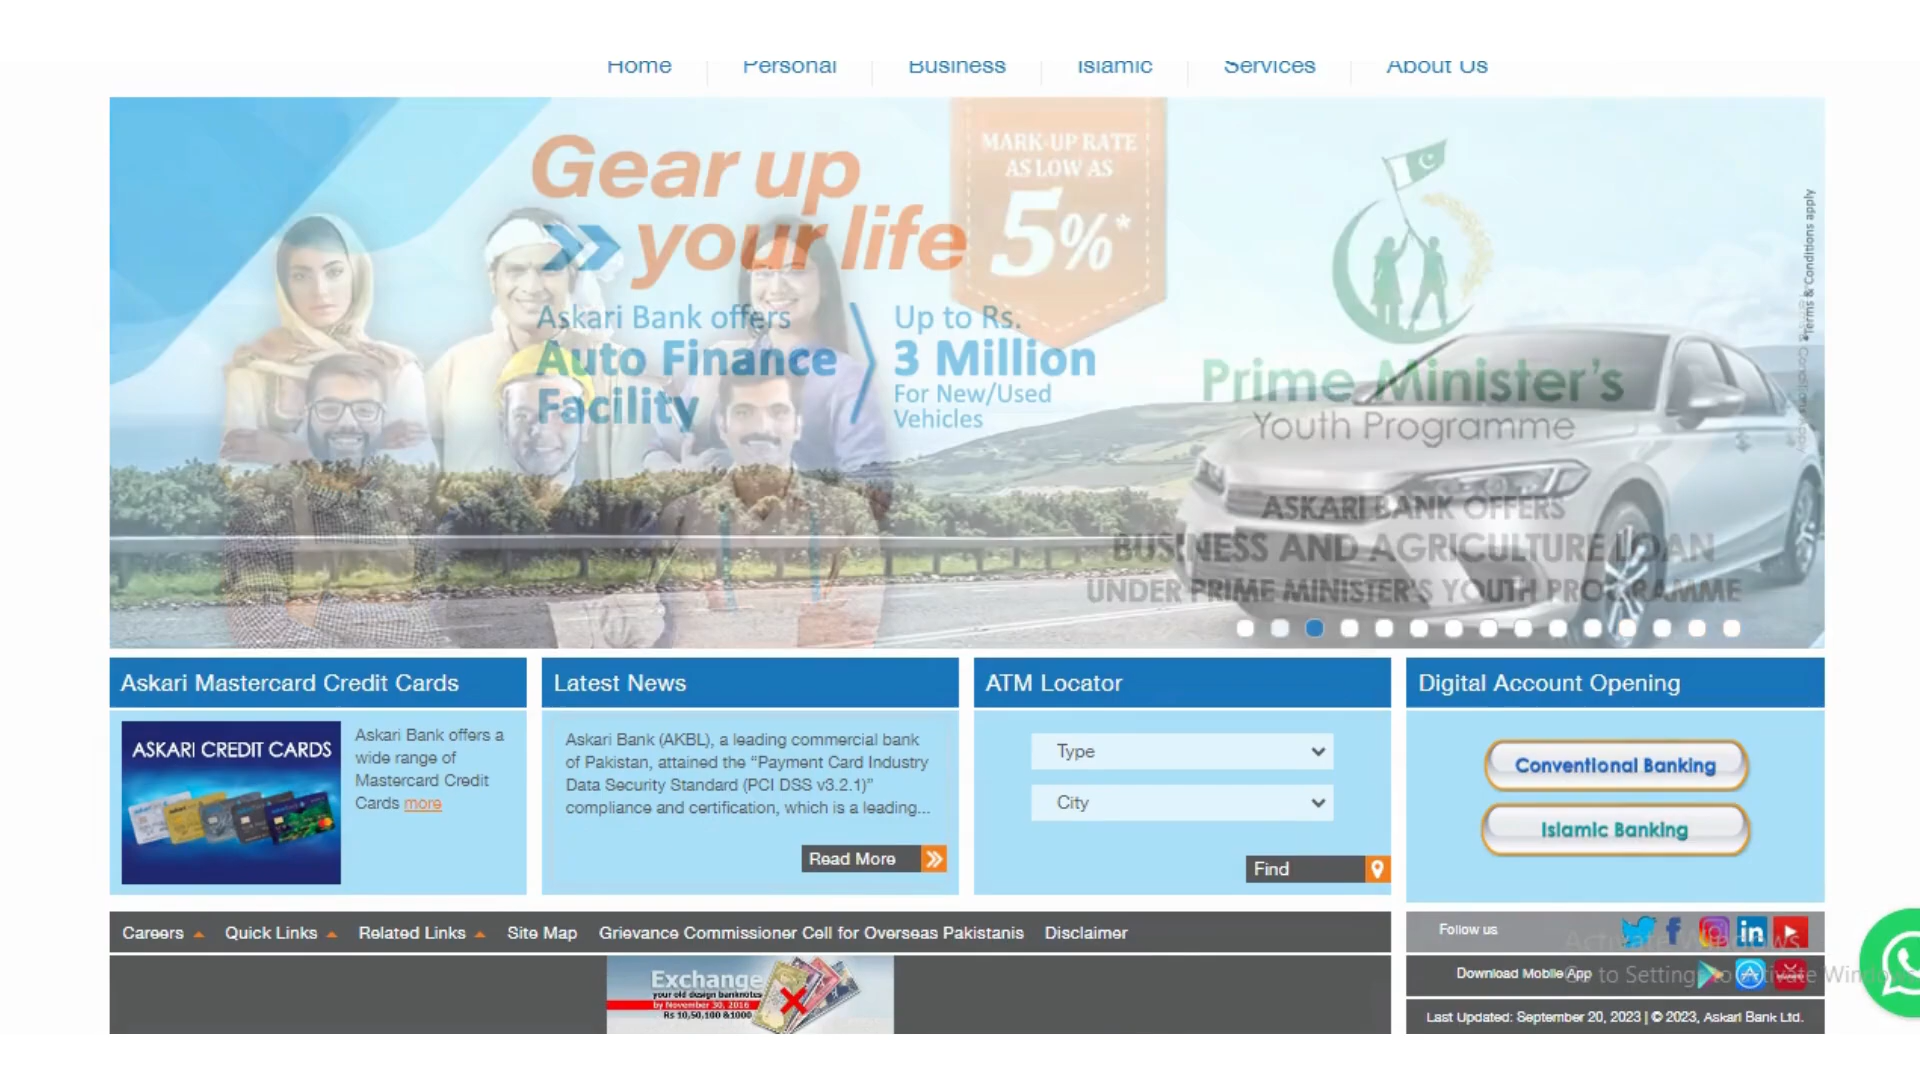 Home
Personal
Business
Islamic
Services
About Us
Gear up
your life
MARK-UP RATE
AS LOW AS
5%*
Askari Bank offers
Auto Finance
Facility
Up to Rs.
3 Million
For New/Used
Vehicles
Prime Minister's
Youth Programme
ASKARI BANK OFFERS
BUSINESS AND AGRICULTURE LOAN
UNDER PRIME MINISTER'S YOUTH PROGRAMME
*Terms & Conditions apply
Askari Mastercard Credit Cards
ASKARI CREDIT CARDS
Askari Bank offers a
wide range of
Mastercard Credit
Cards more
Latest News
Askari Bank (AKBL), a leading commercial bank
of Pakistan, attained the “Payment Card Industry
Data Security Standard (PCI DSS v3.2.1)”
compliance and certification, which is a leading...
Read More
ATM Locator
Type
City
Find
Digital Account Opening
Conventional Banking
Islamic Banking
Careers
Quick Links
Related Links
Site Map
Grievance Commissioner Cell for Overseas Pakistanis
Disclaimer
Exchange
your old design banknotes
by November 30, 2016
Rs 10,50,100 &1000
Follow us
Activate Windows
Download Mobile App
Go to Settings to activate Windows
Last Updated: September 20, 2023 | © 2023, Askari Bank Ltd.